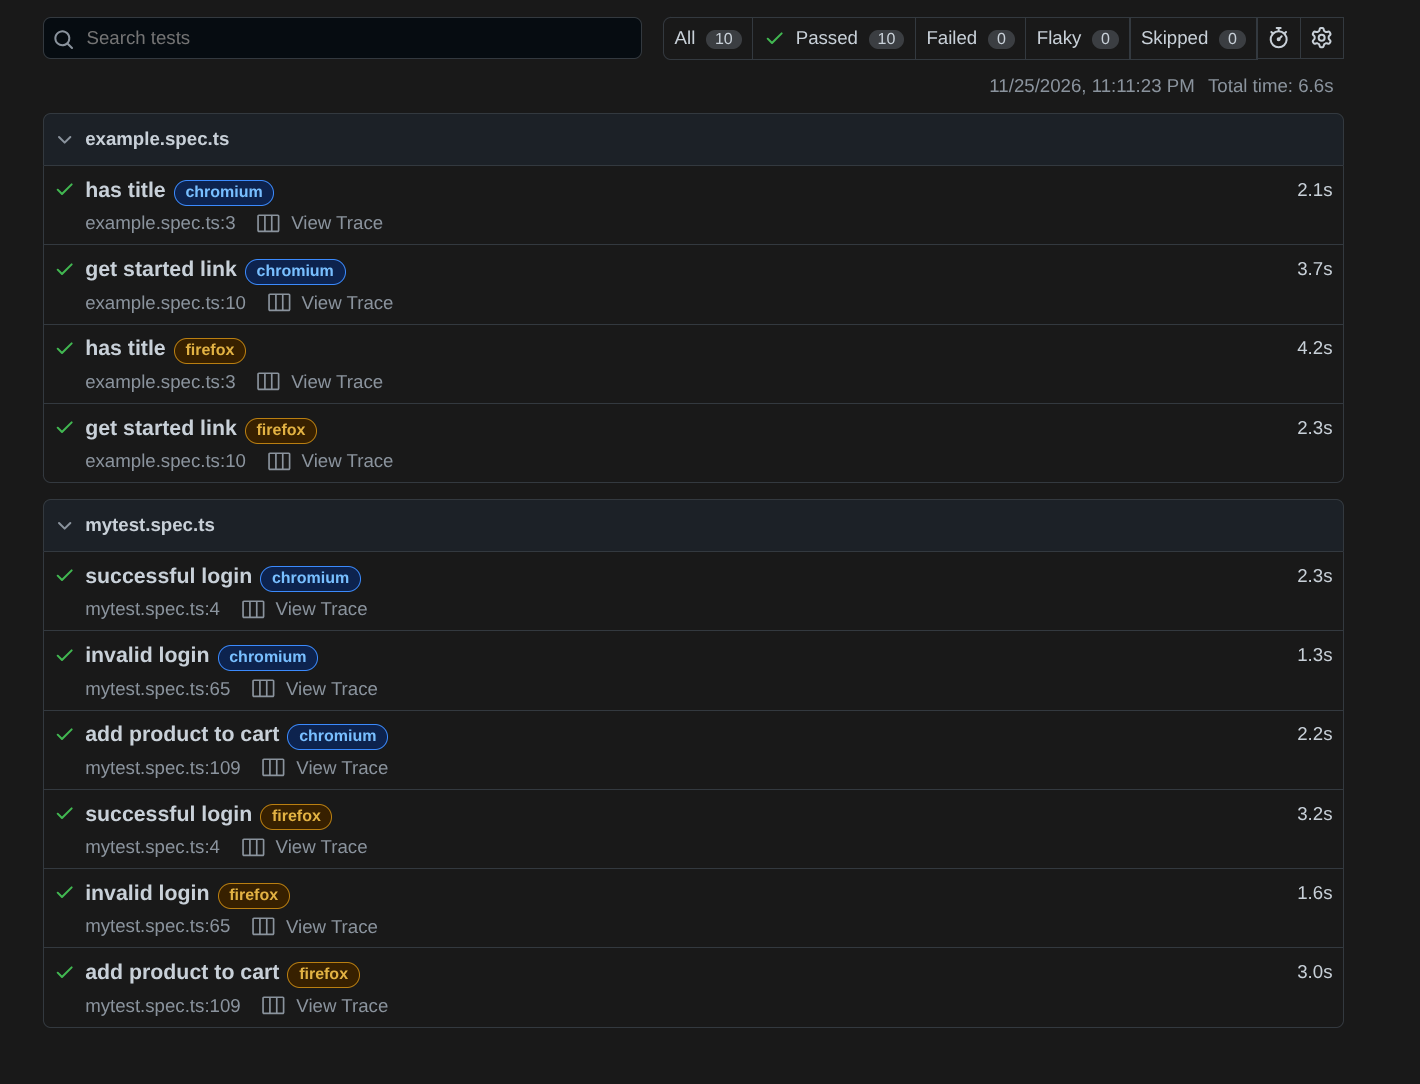 Search tests
All 10 Passed 10 Failed 0 Flaky 0 Skipped 0
11/25/2026, 11:11:23 PM Total time: 6.6s
example.spec.ts
has title chromium 2.1s
example.spec.ts:3 View Trace
get started link chromium 3.7s
example.spec.ts:10 View Trace
has title firefox 4.2s
example.spec.ts:3 View Trace
get started link firefox 2.3s
example.spec.ts:10 View Trace
mytest.spec.ts
successful login chromium 2.3s
mytest.spec.ts:4 View Trace
invalid login chromium 1.3s
mytest.spec.ts:65 View Trace
add product to cart chromium 2.2s
mytest.spec.ts:109 View Trace
successful login firefox 3.2s
mytest.spec.ts:4 View Trace
invalid login firefox 1.6s
mytest.spec.ts:65 View Trace
add product to cart firefox 3.0s
mytest.spec.ts:109 View Trace